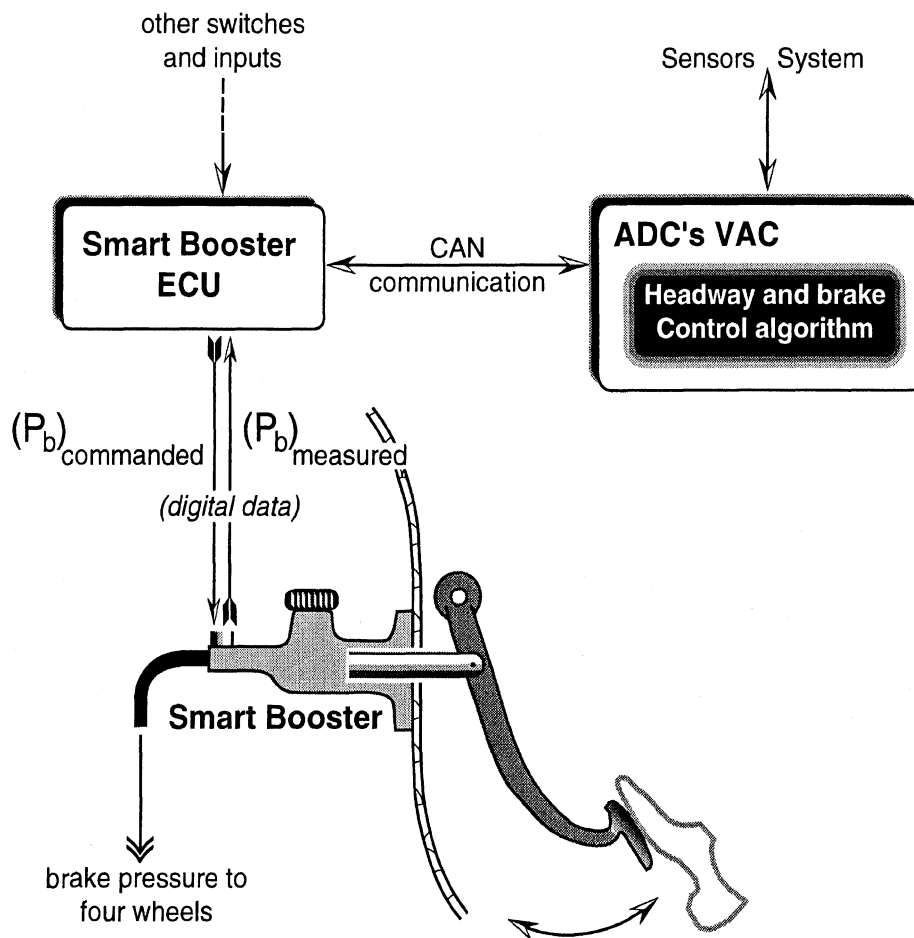 other switches
and inputs
Sensors System
Smart Booster
ECU
CAN
communication
ADC's VAC
Headway and brake
Control algorithm
(Pb)commanded
(Pb)measured
(digital data)
Smart Booster
brake pressure to
four wheels